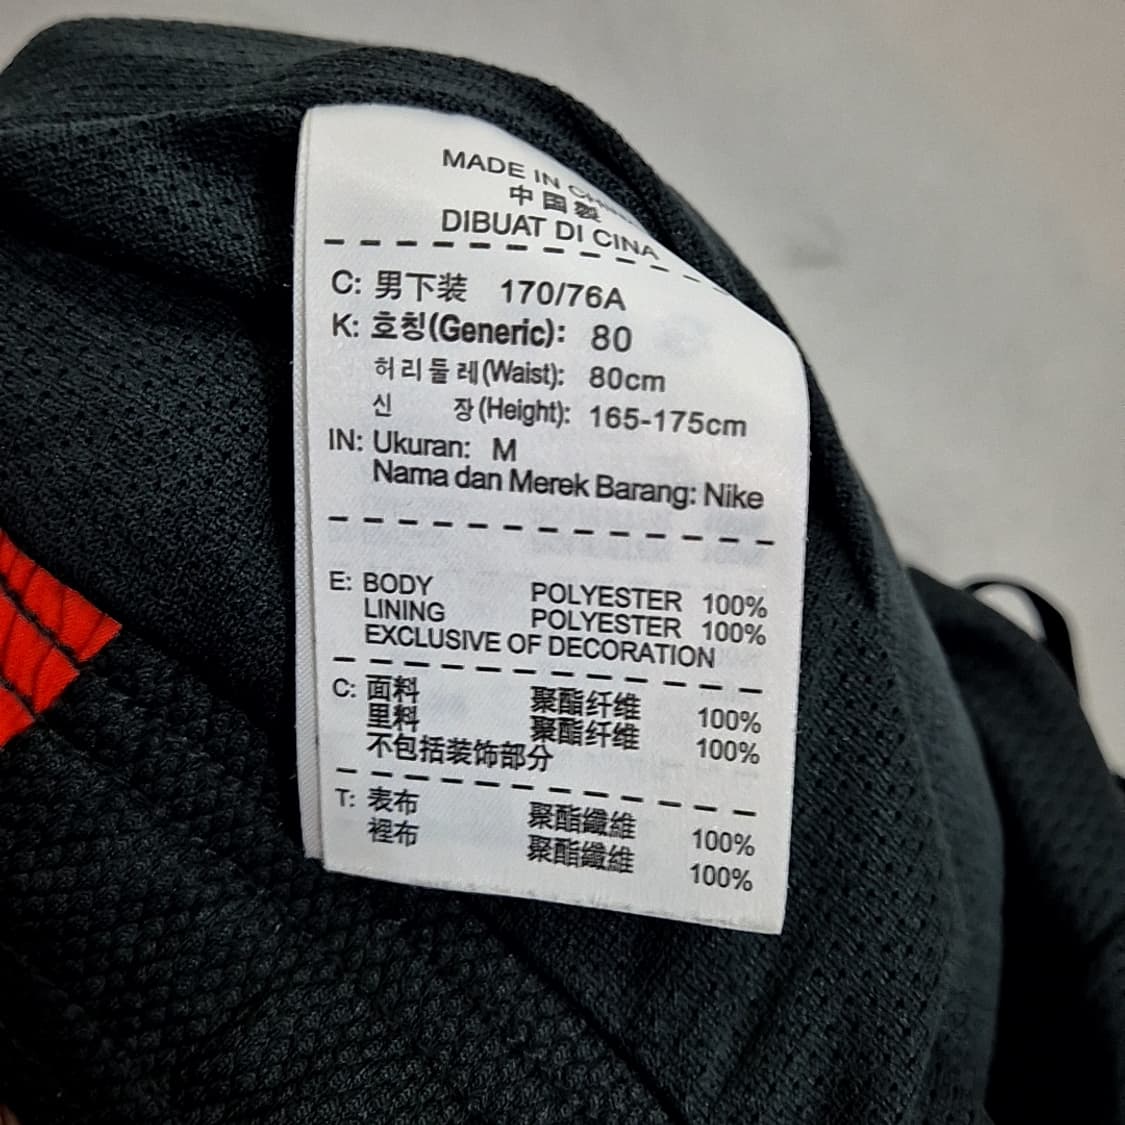 MADE IN CHINA
中国製
DIBUAT DI CINA
C: 男下装 170/76A
K: 호칭(Generic): 80
허리둘레(Waist): 80cm
신 장(Height): 165-175cm
IN: Ukuran: M
Nama dan Merek Barang: Nike
E: BODY POLYESTER 100%
LINING POLYESTER 100%
EXCLUSIVE OF DECORATION
C: 面料 聚酯纤维 100%
里料 聚酯纤维 100%
不包括装饰部分
T: 表布 聚酯纖維 100%
裡布 聚酯纖維 100%